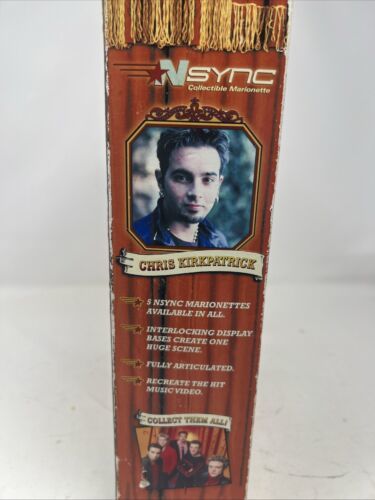 NSYNC
Collectible Marionette
CHRIS KIRKPATRICK
5 NSYNC MARIONETTES
AVAILABLE IN ALL.
INTERLOCKING DISPLAY
BASES CREATE ONE
HUGE SCENE.
FULLY ARTICULATED.
RECREATE THE HIT
MUSIC VIDEO.
COLLECT THEM ALL!